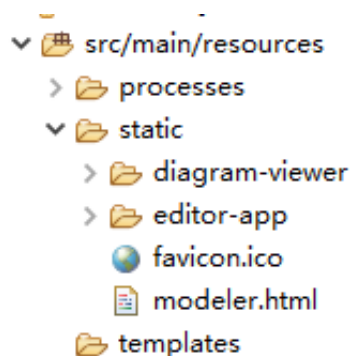 src/main/resources
processes
static
diagram-viewer
editor-app
favicon.ico
modeler.html
templates